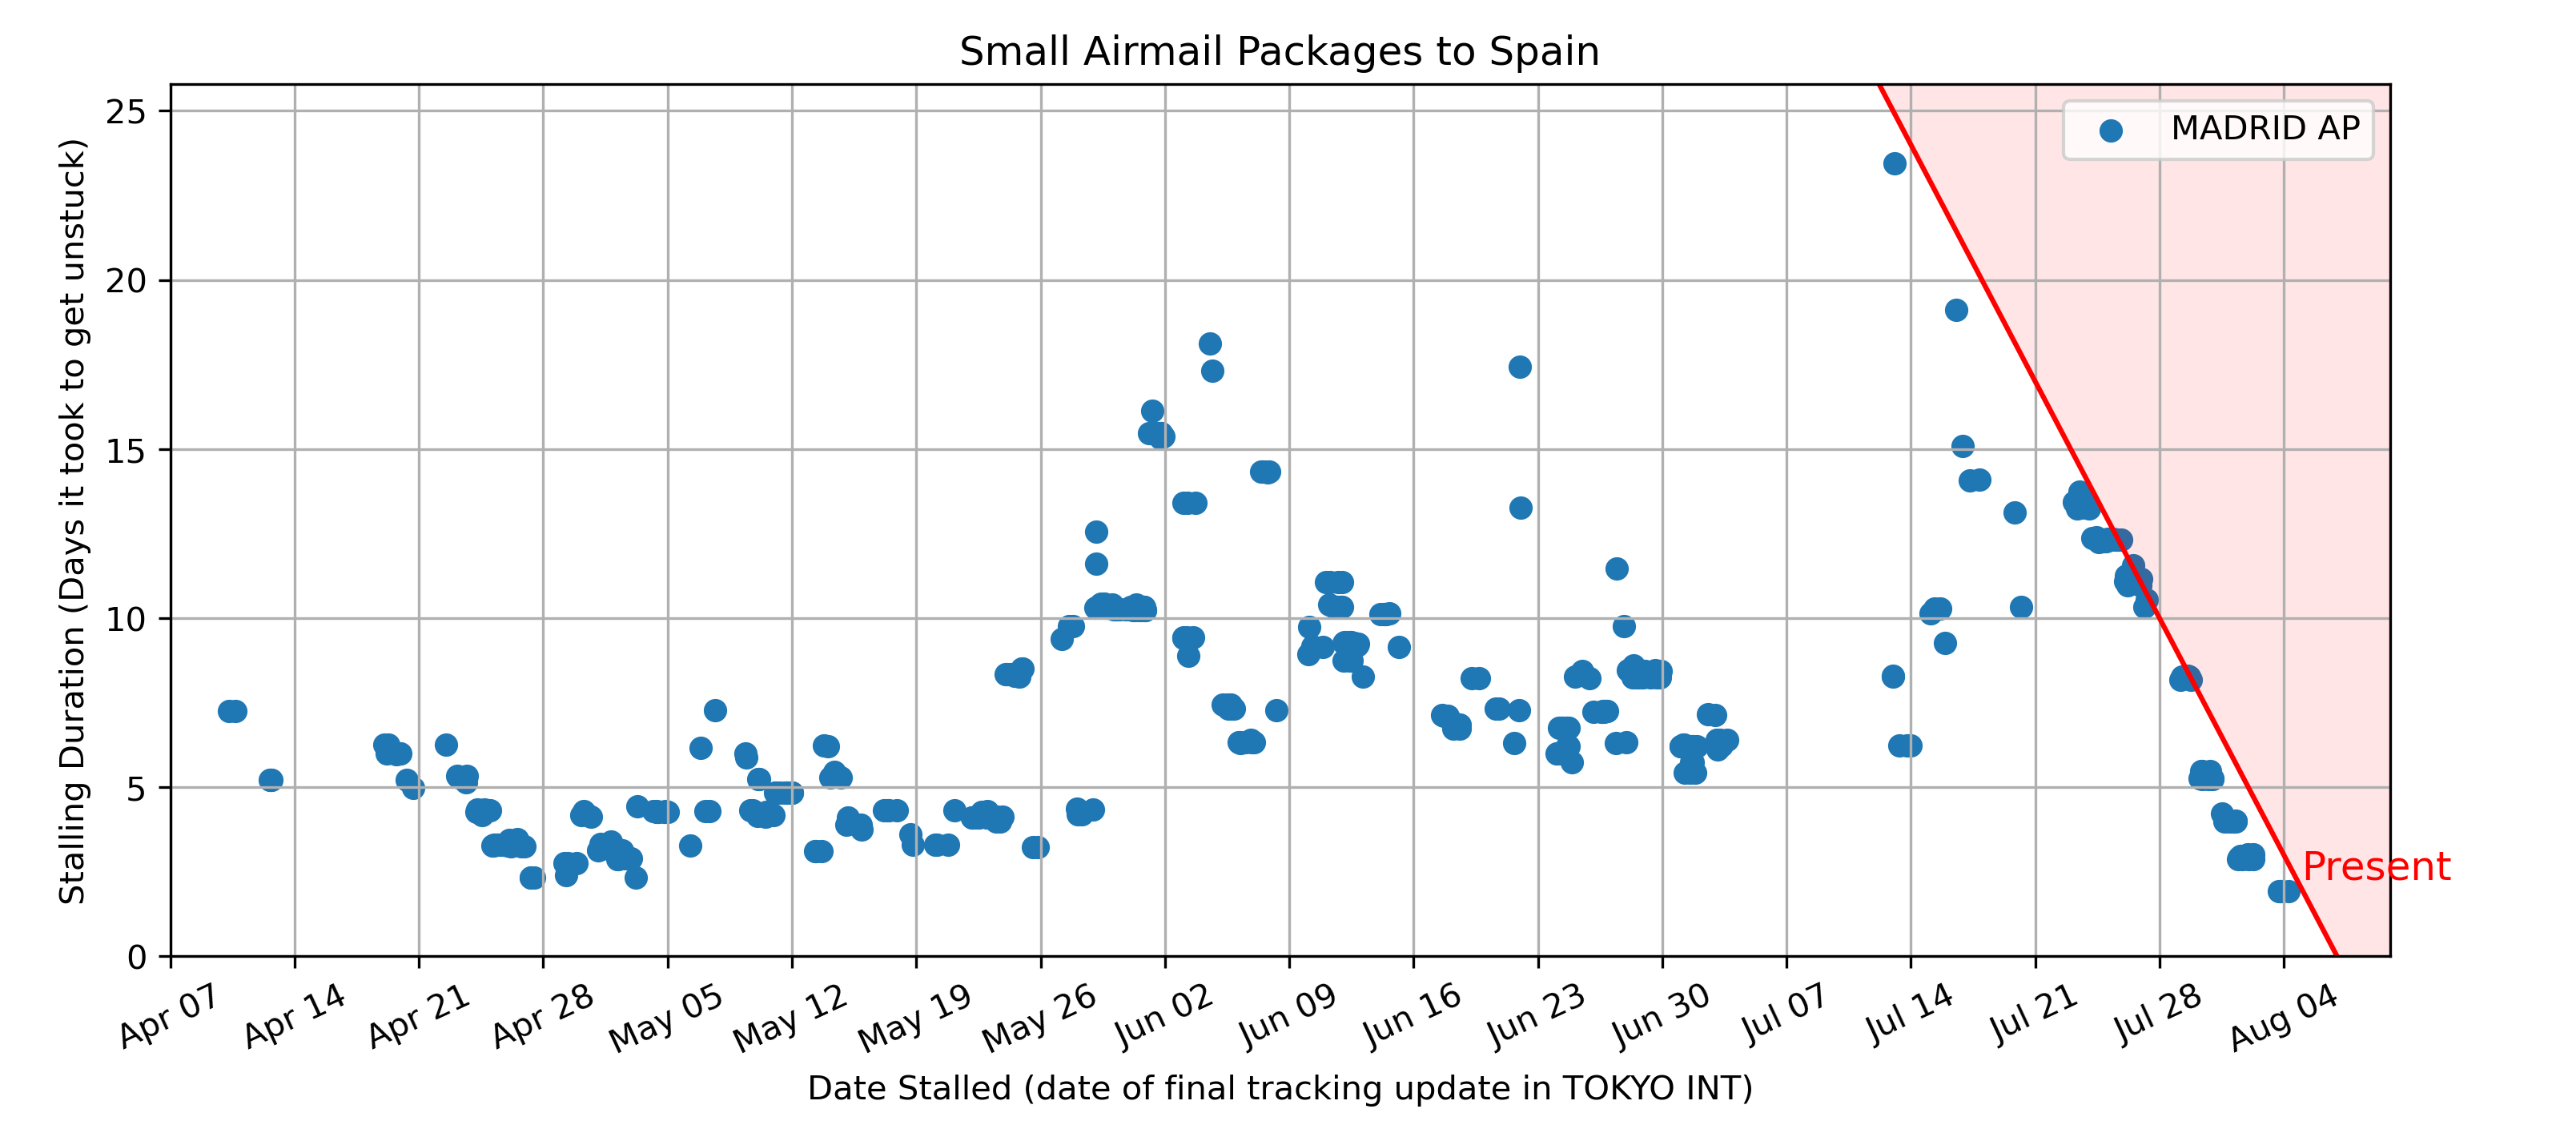 Small Airmail Packages to Spain
Stalling Duration (Days it took to get unstuck)
25
20
15
10
5
0
MADRID AP
Present
Apr 07
Apr 14
Apr 21
Apr 28
May 05
May 12
May 19
May 26
Jun 02
Jun 09
Jun 16
Jun 23
Jun 30
Jul 07
Jul 14
Jul 21
Jul 28
Aug 04
Date Stalled (date of final tracking update in TOKYO INT)